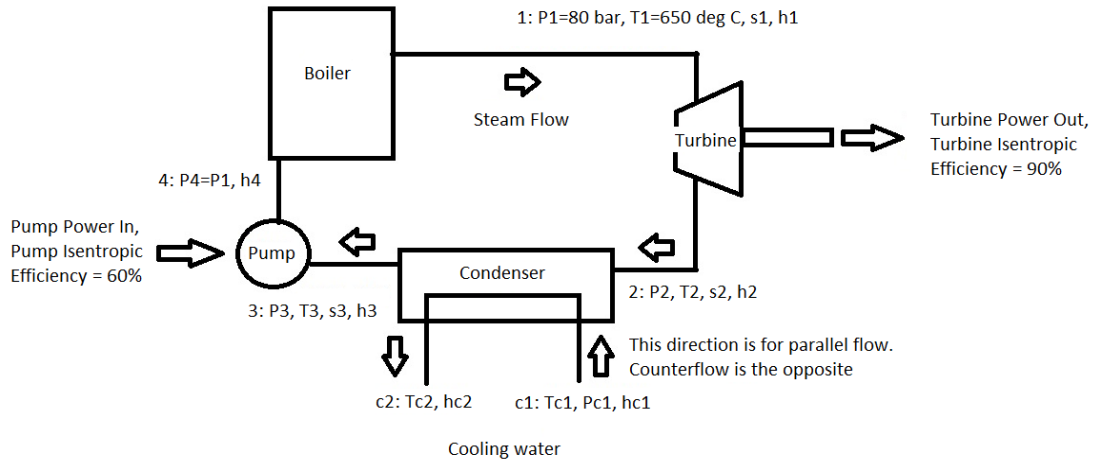 1: P1=80 bar, T1=650 deg C, s1, h1
Boiler
Steam Flow
Turbine
Turbine Power Out,
Turbine Isentropic
Efficiency = 90%
4: P4=P1, h4
Pump Power In,
Pump Isentropic
Efficiency = 60%
Pump
Condenser
2: P2, T2, s2, h2
3: P3, T3, s3, h3
This direction is for parallel flow.
Counterflow is the opposite
c2: Tc2, hc2
c1: Tc1, Pc1, hc1
Cooling water